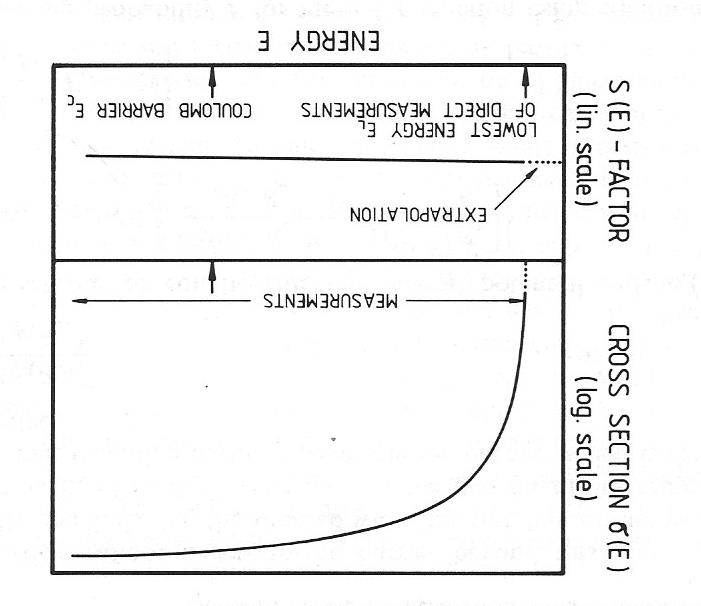 CROSS SECTION σ(E)
(log. scale)
MEASUREMENTS
S(E)-FACTOR
(lin. scale)
EXTRAPOLATION
LOWEST ENERGY E_L
OF DIRECT MEASUREMENTS
COULOMB BARRIER E_C
ENERGY E